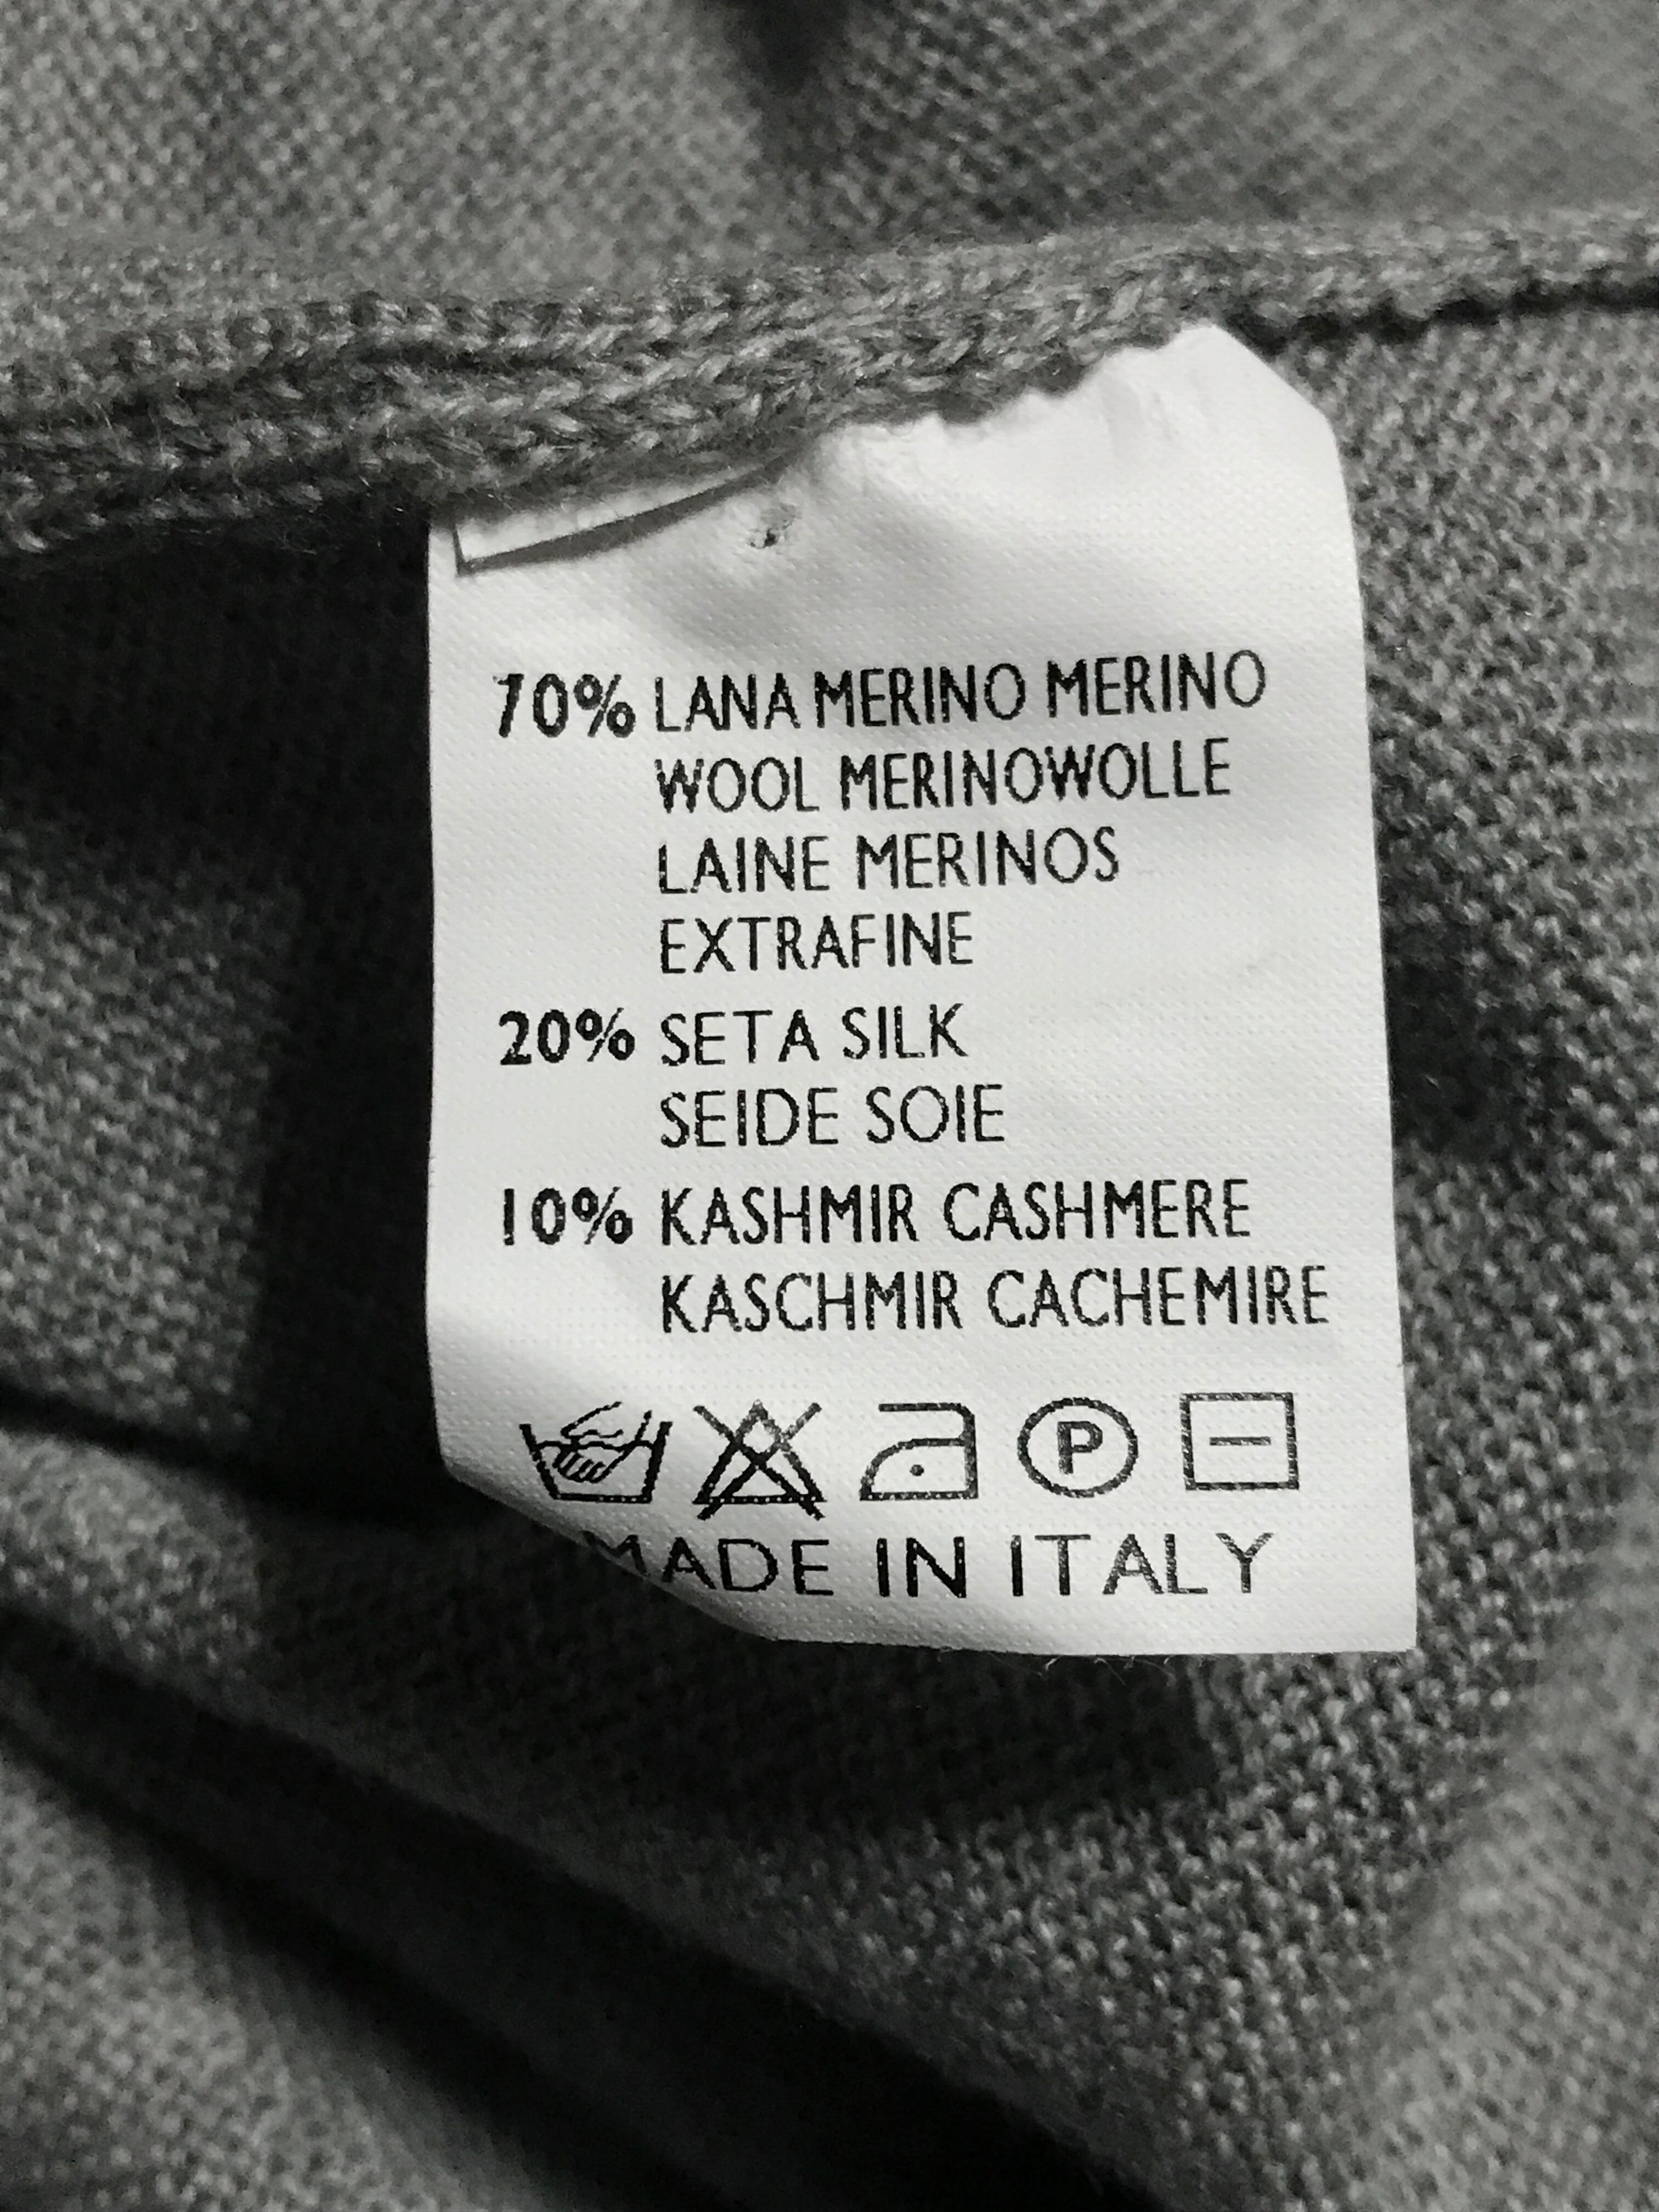 70% LANA MERINO MERINO
WOOL MERINOWOLLE
LAINE MERINOS
EXTRAFINE
20% SETA SILK
SEIDE SOIE
10% KASHMIR CASHMERE
KASCHMIR CACHEMIRE
P
MADE IN ITALY